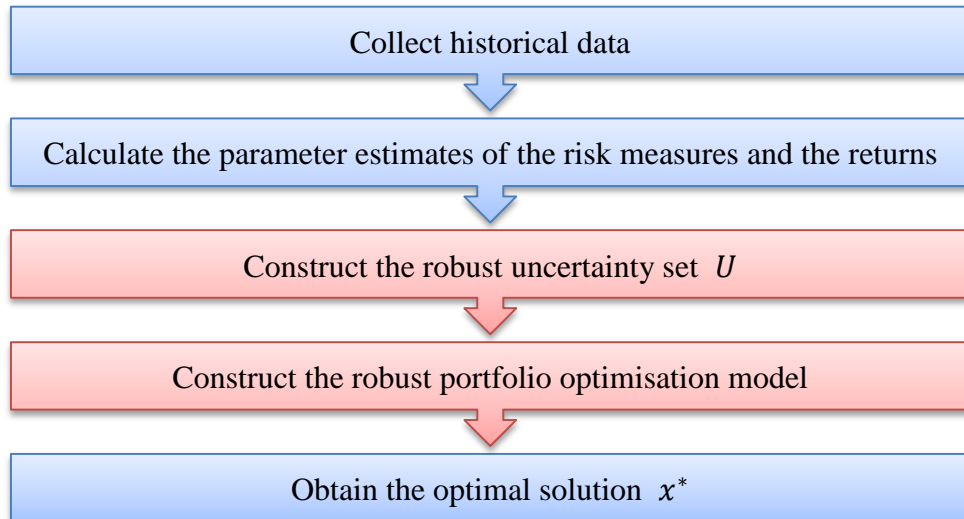 Collect historical data
Calculate the parameter estimates of the risk measures and the returns
Construct the robust uncertainty set U
Construct the robust portfolio optimisation model
Obtain the optimal solution x*